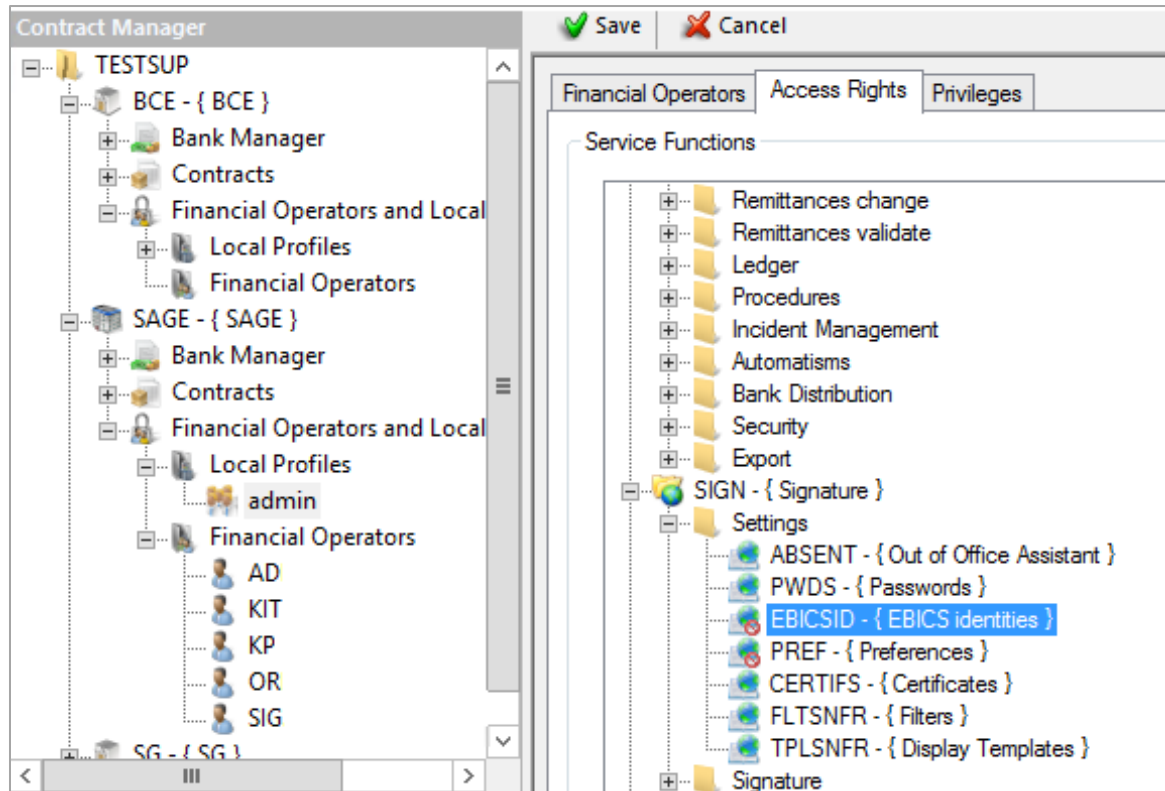 Contract Manager
TESTSUP
BCE - { BCE }
Bank Manager
Contracts
Financial Operators and Local
Local Profiles
Financial Operators
SAGE - { SAGE }
Bank Manager
Contracts
Financial Operators and Local
Local Profiles
admin
Financial Operators
AD
KIT
KP
OR
SIG
SG - { SG }
Save Cancel
Financial Operators Access Rights Privileges
Service Functions
Remittances change
Remittances validate
Ledger
Procedures
Incident Management
Automatisms
Bank Distribution
Security
Export
SIGN - { Signature }
Settings
ABSENT - { Out of Office Assistant }
PWDS - { Passwords }
EBICSID - { EBICS identities }
PREF - { Preferences }
CERTIFS - { Certificates }
FLTSNFR - { Filters }
TPLSNFR - { Display Templates }
Signature